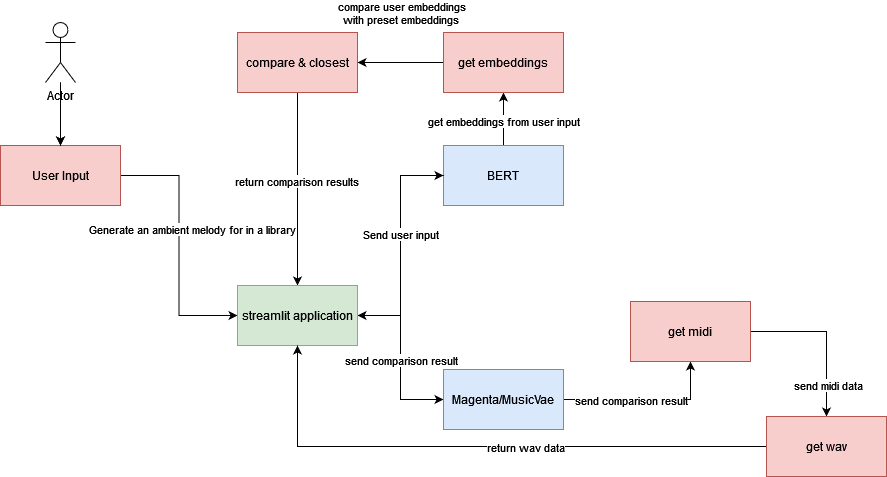 compare user embeddings
with preset embeddings
compare & closest
get embeddings
Actor
get embeddings from user input
User Input
BERT
return comparison results
Generate an ambient melody for in a library
Send user input
streamlit application
get midi
send comparison result
send midi data
Magenta/MusicVae
send comparison result
get wav
return wav data